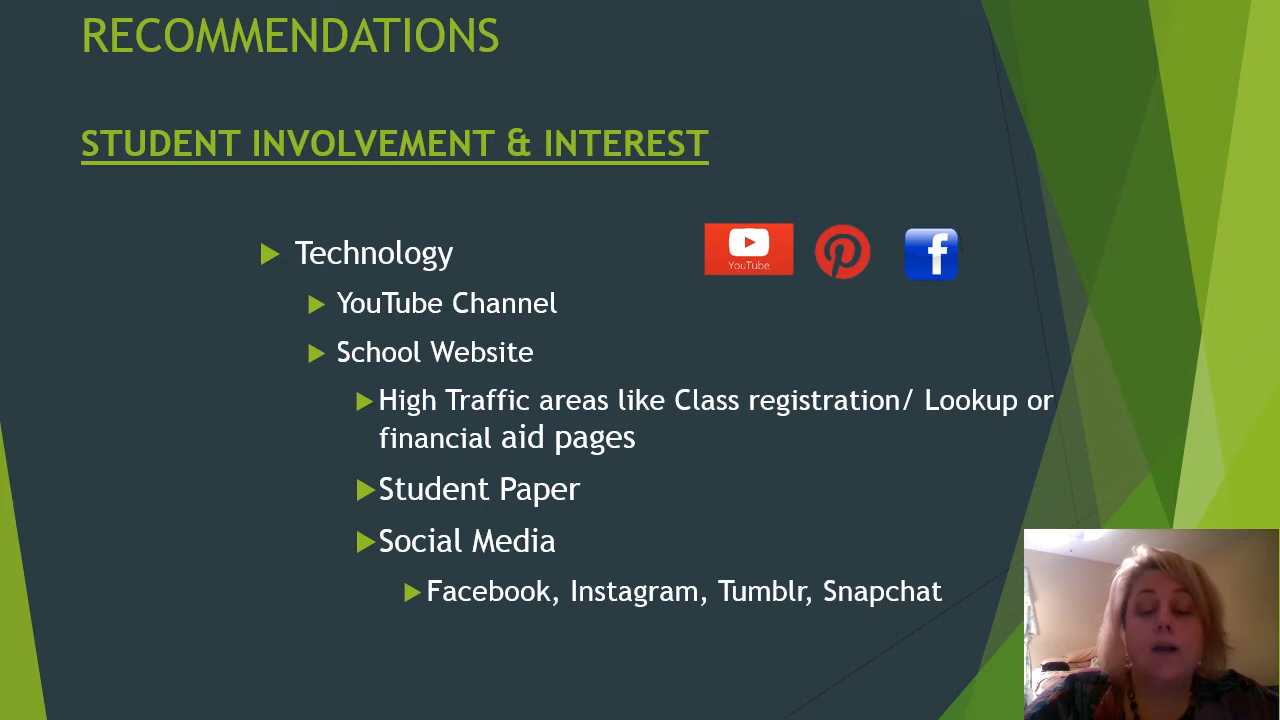 RECOMMENDATIONS
STUDENT INVOLVEMENT & INTEREST
Technology
YouTube
YouTube Channel
School Website
High Traffic areas like Class registration/ Lookup or
financial aid pages
Student Paper
Social Media
Facebook, Instagram, Tumblr, Snapchat